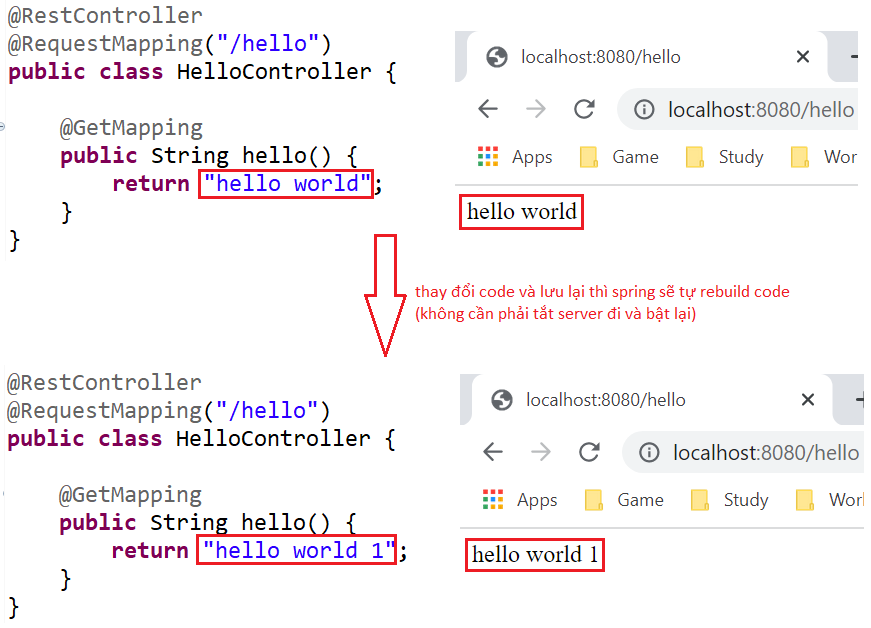 @RestController
@RequestMapping("/hello")
public class HelloController {
@GetMapping
public String hello() {
return "hello world";
}
}
localhost:8080/hello
localhost:8080/hello
Apps Game Study Wor
hello world
thay đổi code và lưu lại thì spring sẽ tự rebuild code
(không cần phải tắt server đi và bật lại)
@RestController
@RequestMapping("/hello")
public class HelloController {
@GetMapping
public String hello() {
return "hello world 1";
}
}
localhost:8080/hello
localhost:8080/hello
Apps Game Study Wor
hello world 1